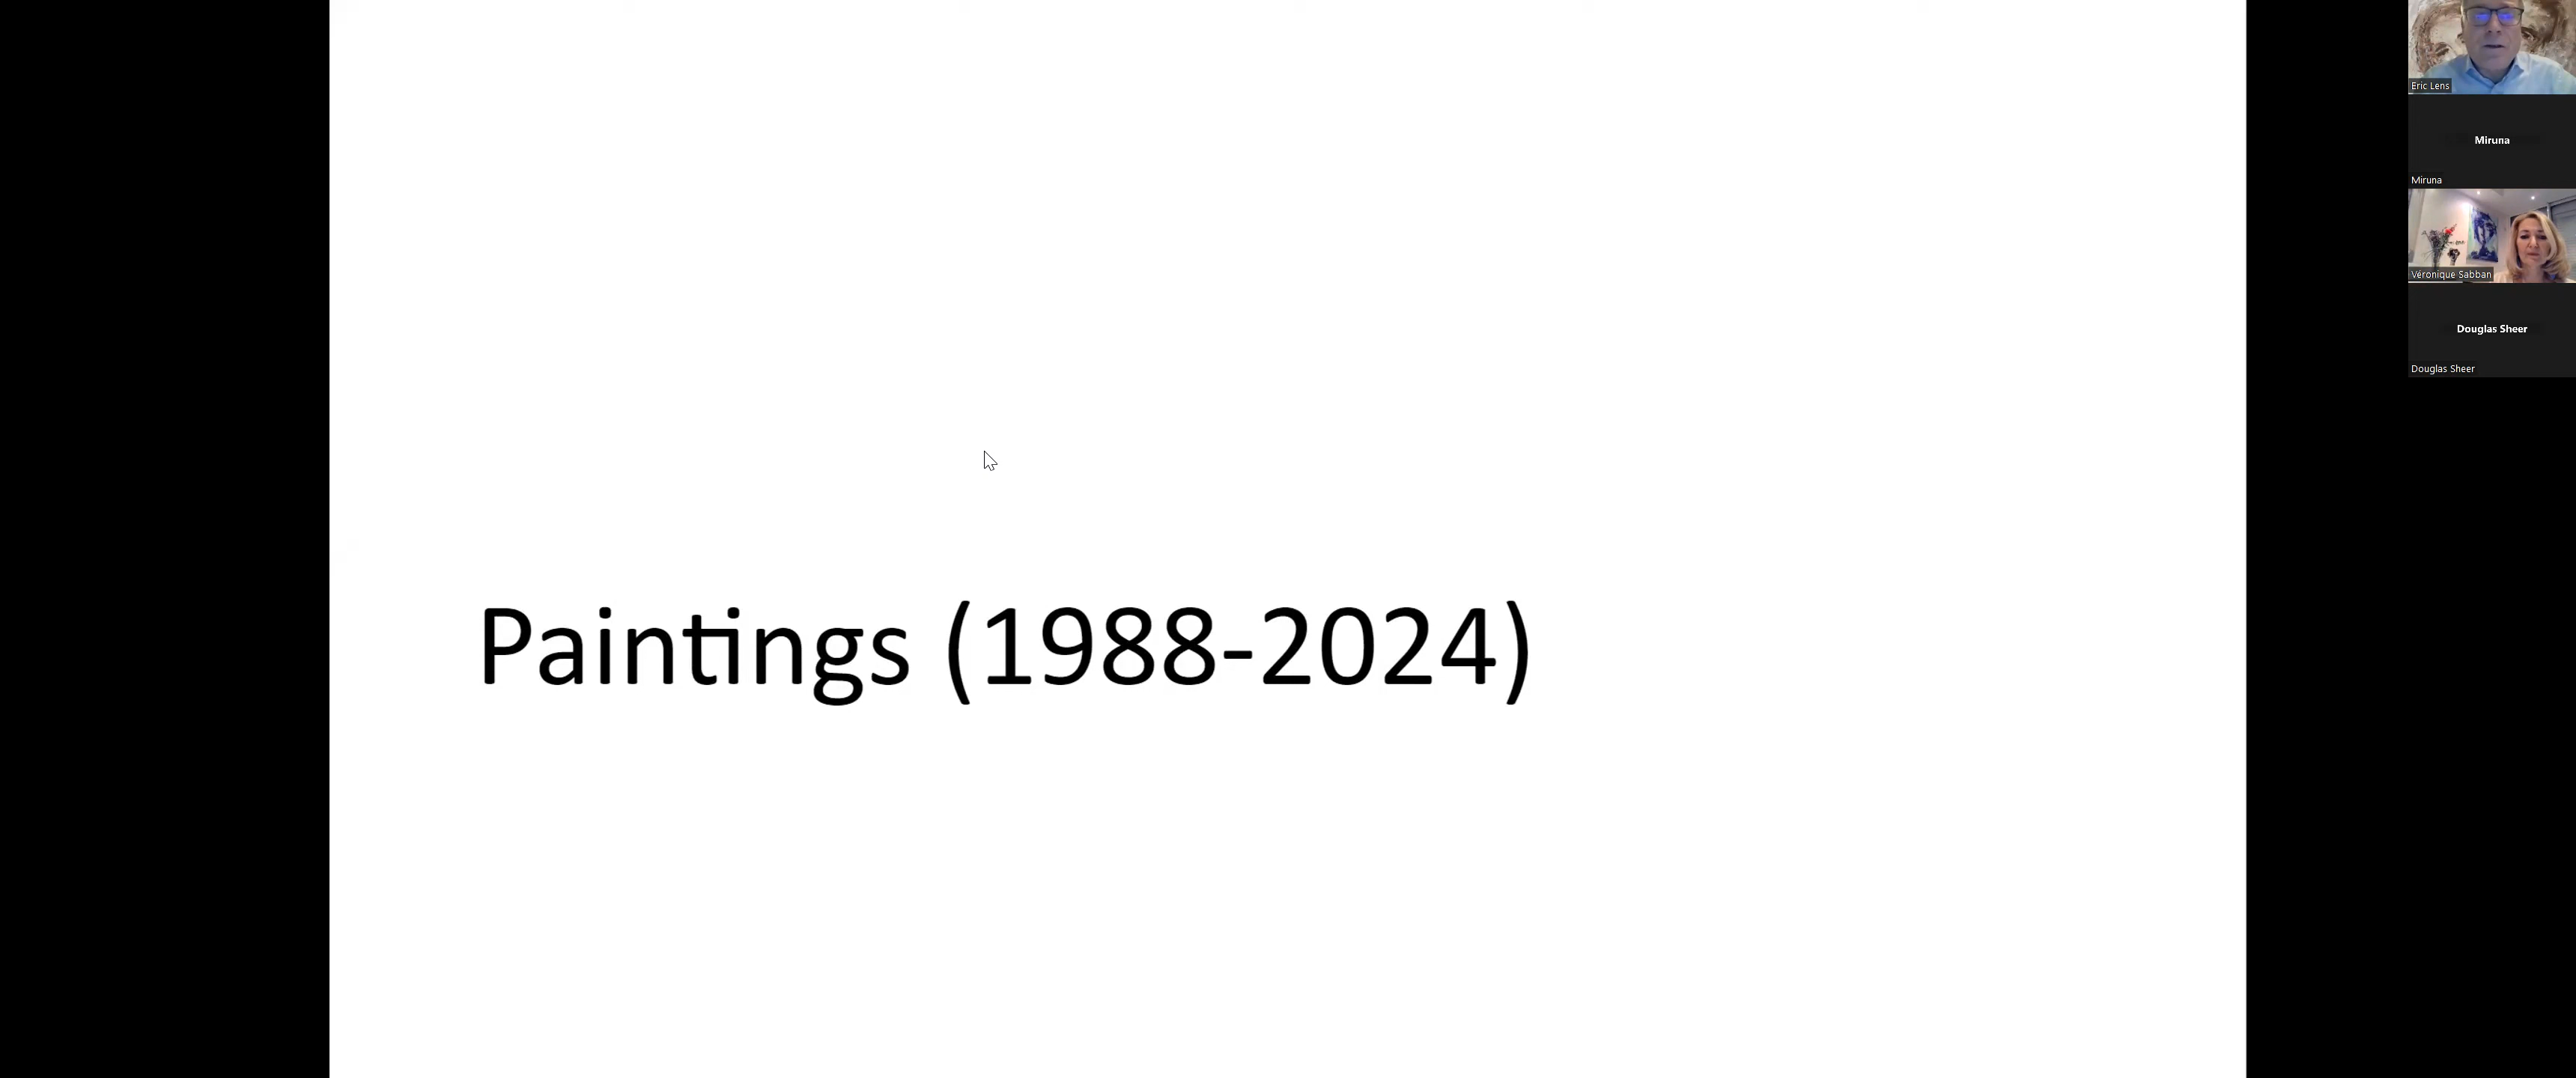 Paintings (1988-2024)
Eric Lens
Miruna
Miruna
Véronique Sabban
Douglas Sheer
Douglas Sheer